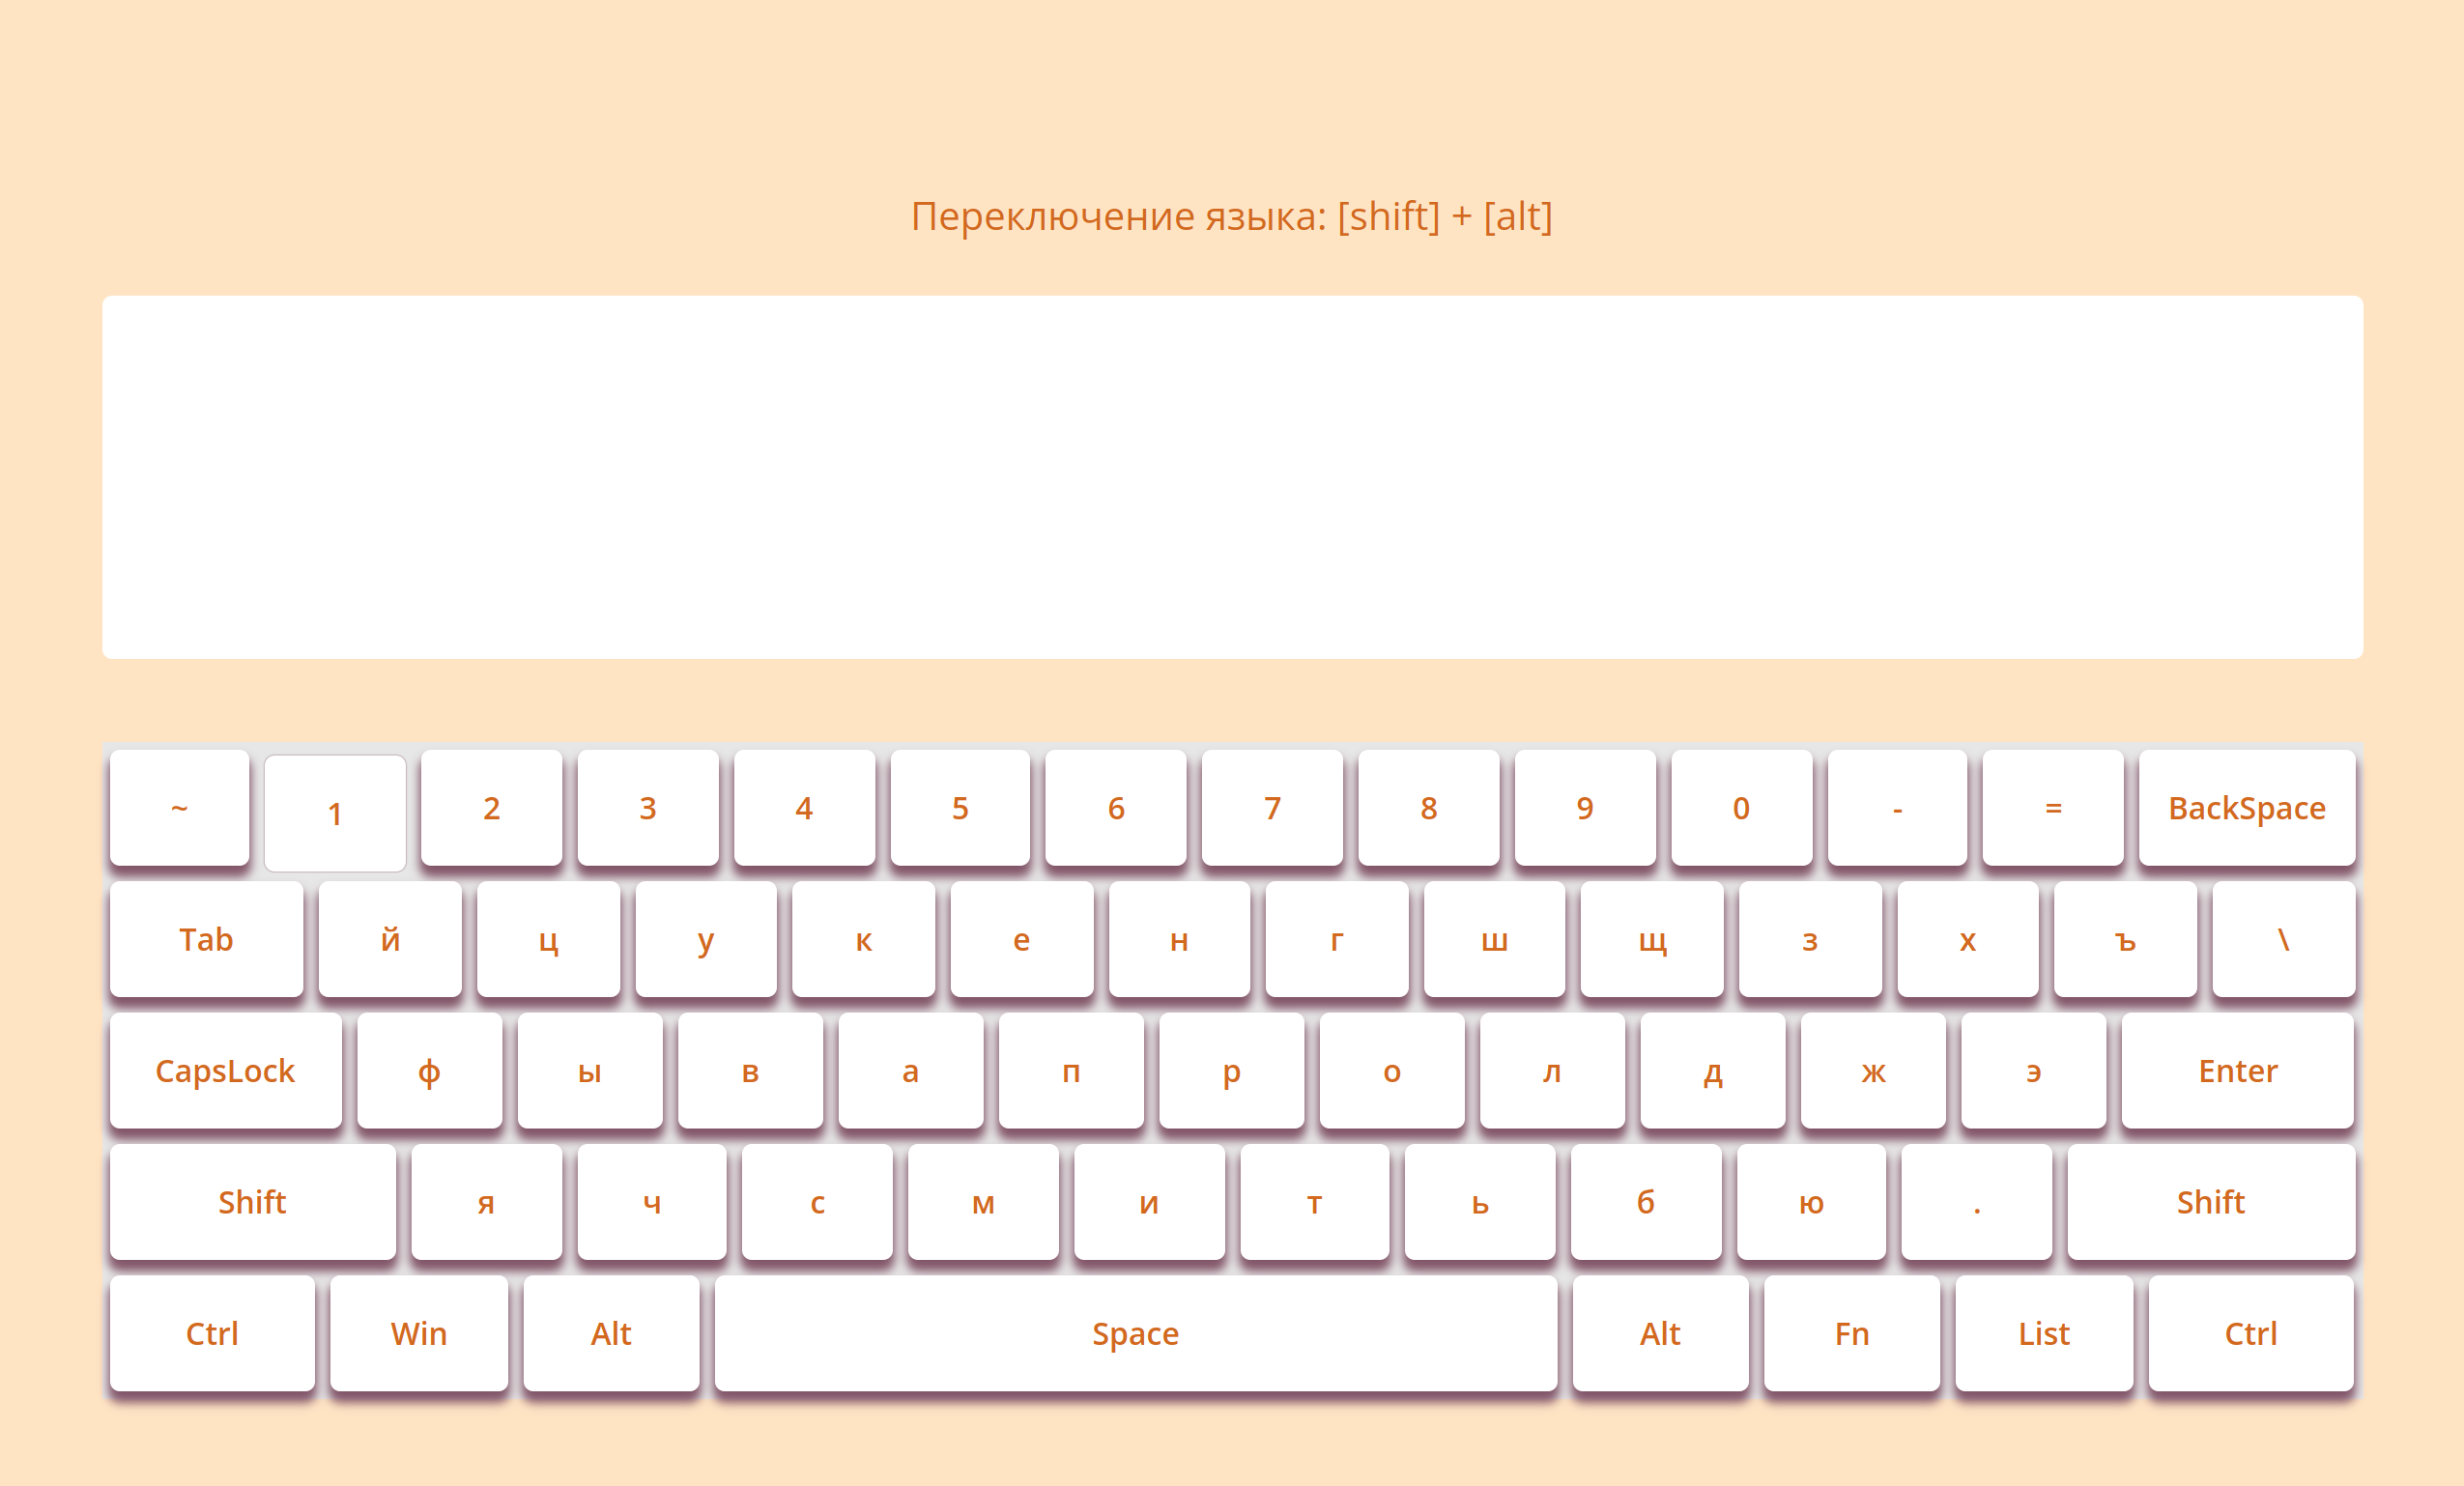 Переключение языка: [shift] + [alt]
~ 1 2 3 4 5 6 7 8 9 0 - = BackSpace
Tab й ц у к е н г ш щ з х ъ \
CapsLock ф ы в а п р о л д ж э Enter
Shift я ч с м и т ь б ю . Shift
Ctrl Win Alt Space Alt Fn List Ctrl